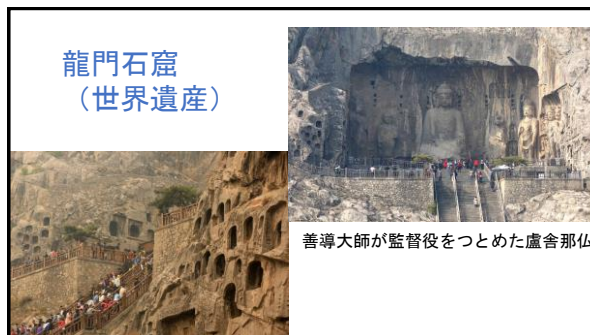 龍門石窟
（世界遺産）
善導大師が監督役をつとめた盧舎那仏